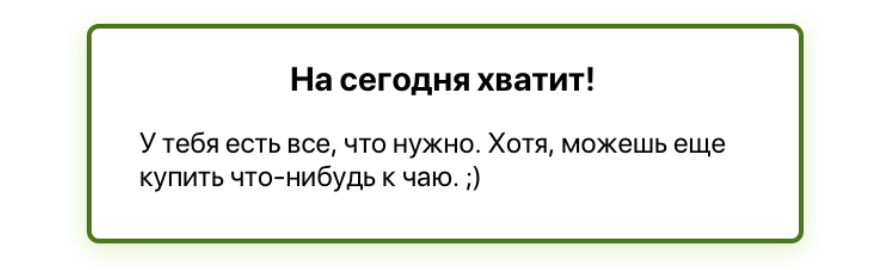 На сегодня хватит!
У тебя есть все, что нужно. Хотя, можешь еще
купить что-нибудь к чаю. ;)